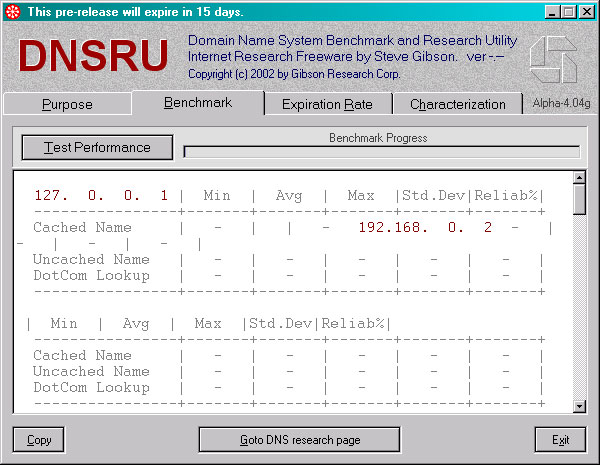 This pre-release will expire in 15 days.
DNSRU
Domain Name System Benchmark and Research Utility
Internet Research Freeware by Steve Gibson. ver -.--
Copyright (c) 2002 by Gibson Research Corp.
Purpose
Benchmark
Expiration Rate
Characterization
Alpha-4.04g
Test Performance
Benchmark Progress
127. 0. 0. 1 | Min | Avg | Max |Std.Dev|Reliab%|
----------------+-------+-------+-------+-------+-------+
Cached Name | - | | - 192.168. 0. 2 - |
- | - | - |
Uncached Name | - | - | - | - | - |
DotCom Lookup | - | - | - | - | - |
----------------+-------+-------+-------+-------+-------+
| Min | Avg | Max |Std.Dev|Reliab%|
----------------+-------+-------+-------+-------+-------+
Cached Name | - | - | - | - | - |
Uncached Name | - | - | - | - | - |
DotCom Lookup | - | - | - | - | - |
----------------+-------+-------+-------+-------+-------+
Copy
Goto DNS research page
Exit